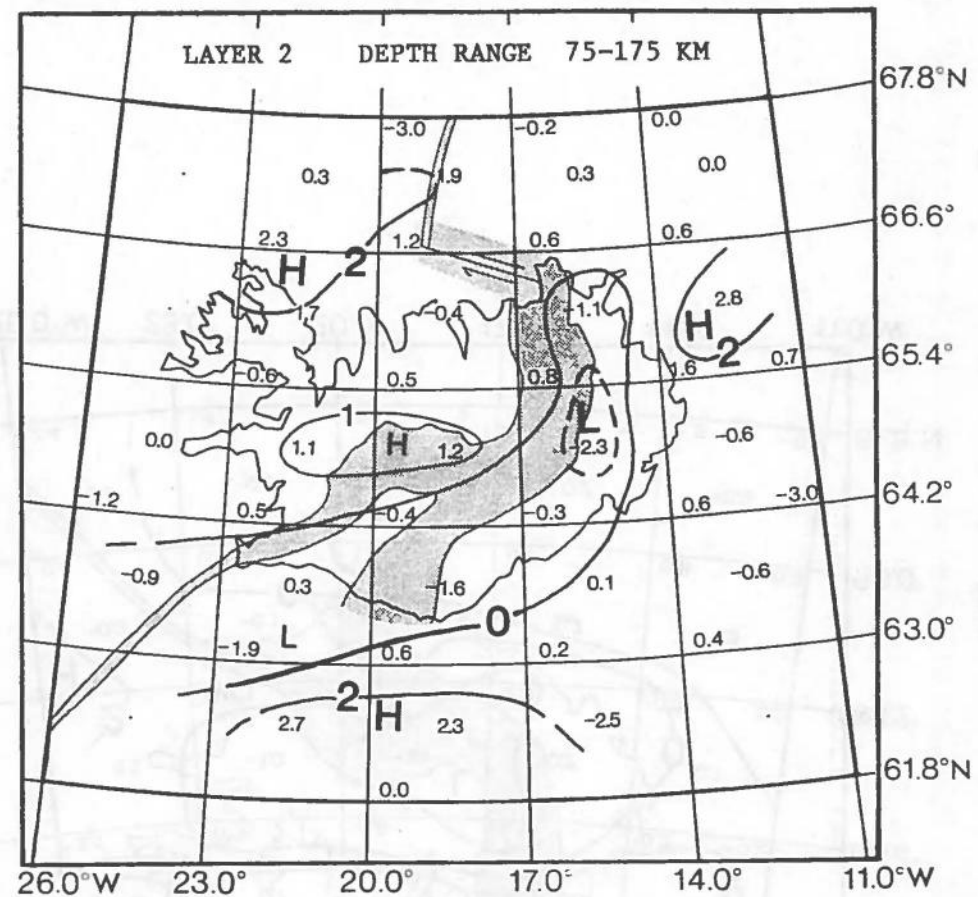 LAYER 2 DEPTH RANGE 75-175 KM
67.8°N
-3.0 -0.2 0.0
0.3 1.9 0.3 0.0
66.6°N
2.3 1.2 0.6 0.6
H 2
1.7 -0.4 -1.1 2.8
H 2
65.4°N
-0.6 0.5 0.8 1.6 0.7
1
0.0 1.1 H 1.2 L -2.3 -0.6
64.2°N
-1.2 0.5 -0.4 -0.3 0.6 -3.0
-0.9 0.3 -1.6 0.1 -0.6
0
63.0°N
L
-1.9 0.6 0.2 0.4
2 H
2.7 2.3 -2.5
61.8°N
0.0
26.0°W 23.0° 20.0° 17.0° 14.0° 11.0°W